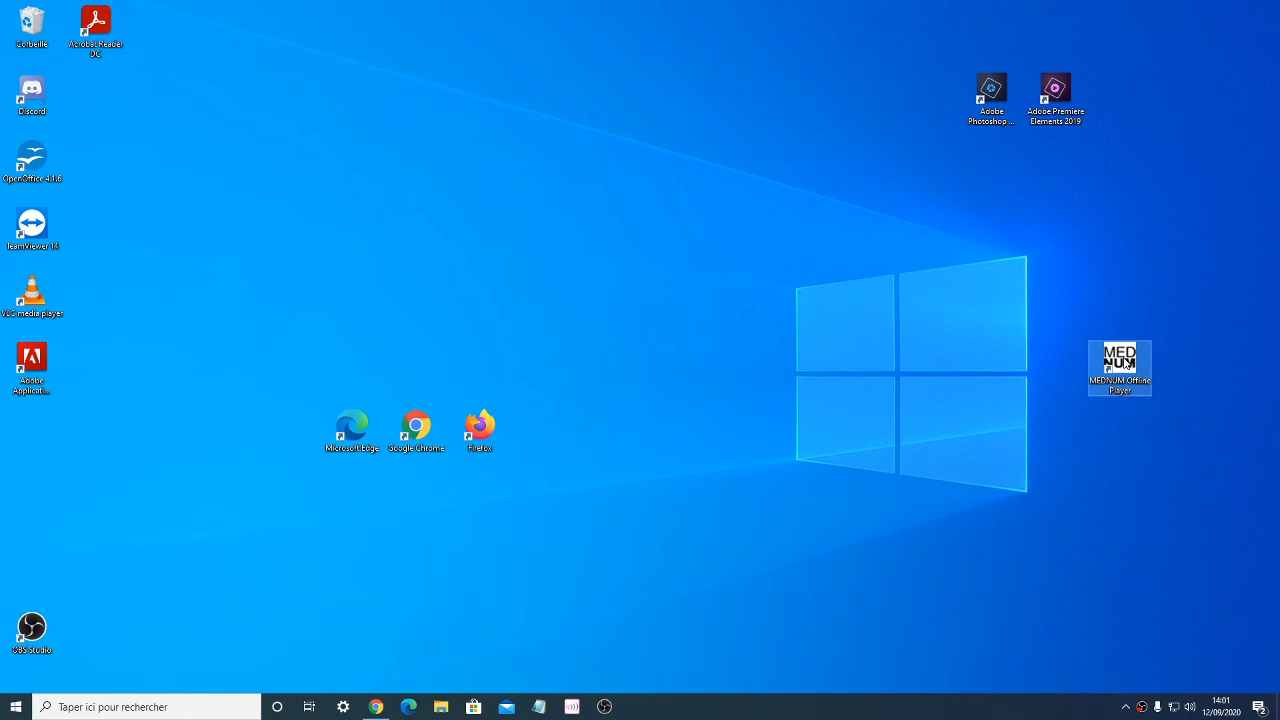 Corbeille
Acrobat Reader
DC
Discord
OpenOffice 4.1.6
TeamViewer 14
VLC media player
Adobe
Applicati...
OBS Studio
Microsoft Edge
Google Chrome
Firefox
Adobe
Photoshop ...
Adobe Premiere
Elements 2019
MED
NUM
MEDNUM Offline
Player
Taper ici pour rechercher
14:01
12/09/2020
2